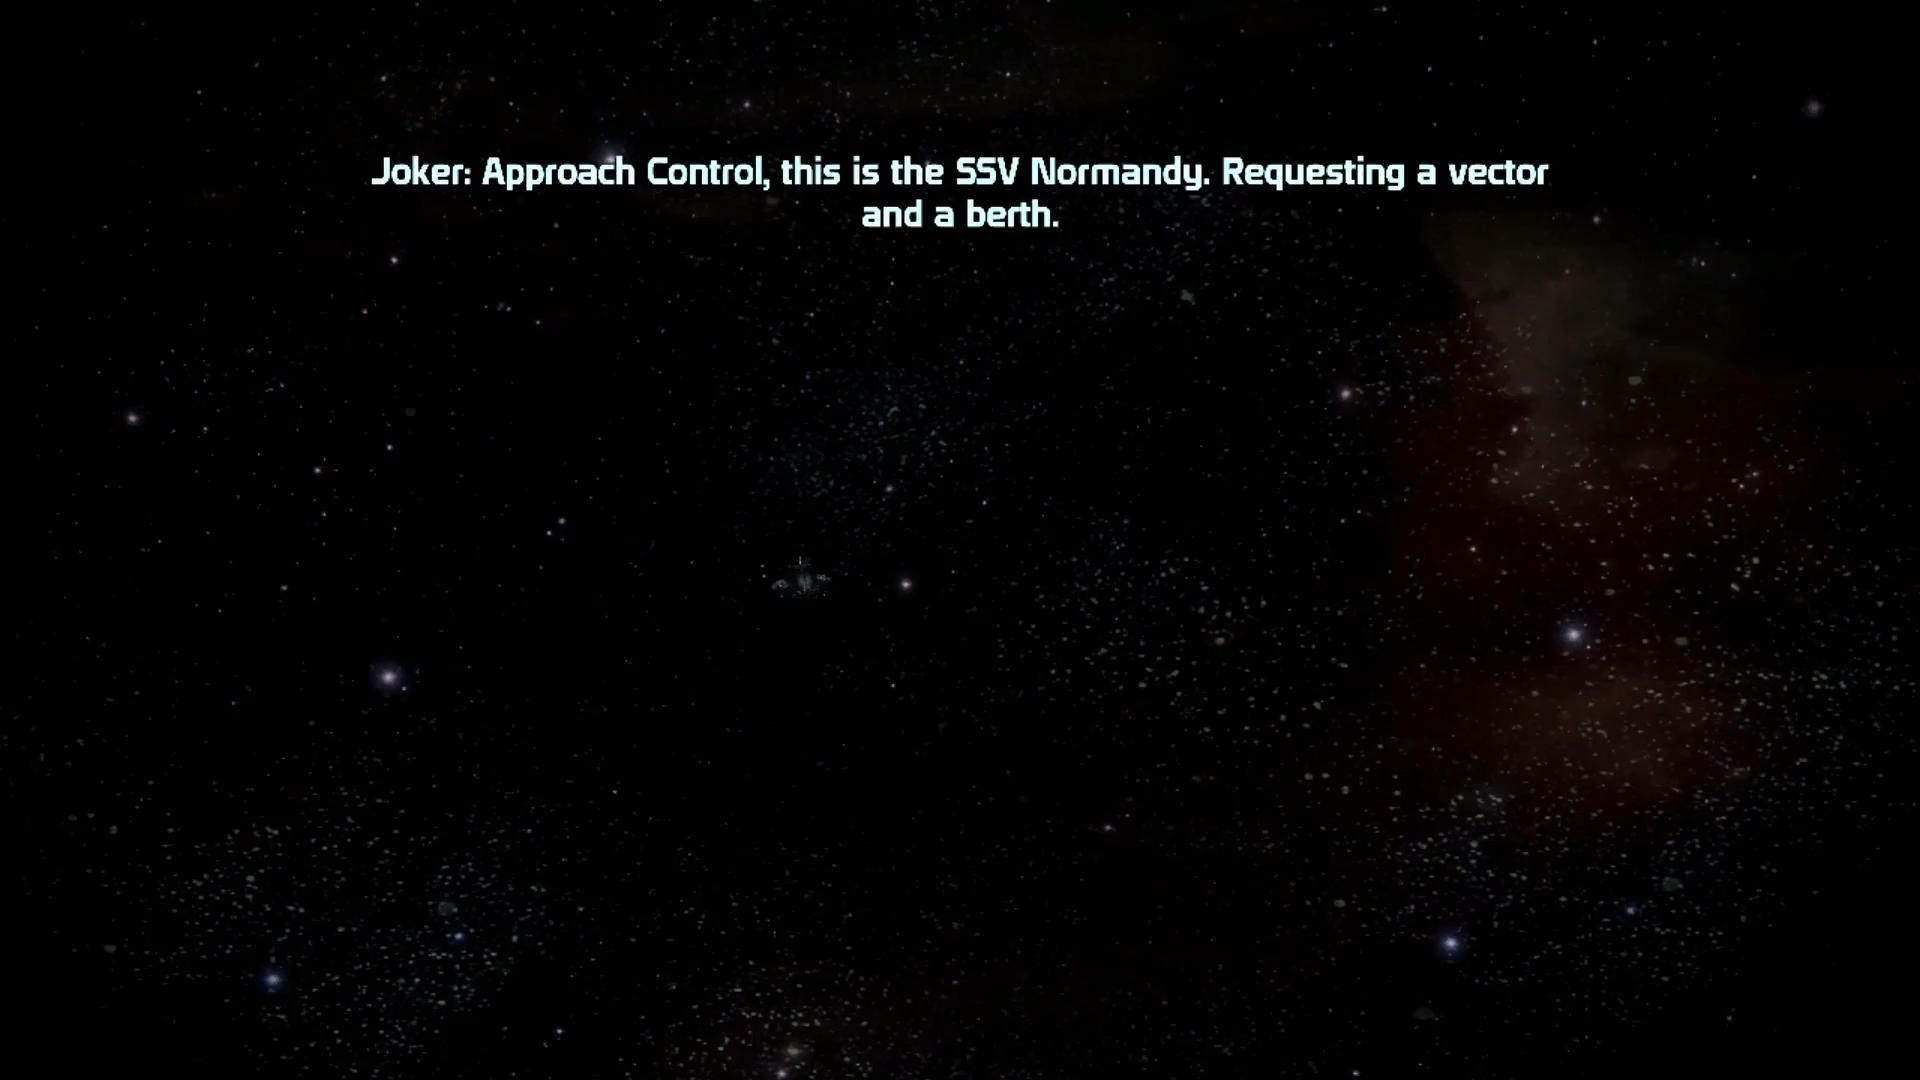 Joker: Approach Control, this is the SSV Normandy. Requesting a vector
and a berth.